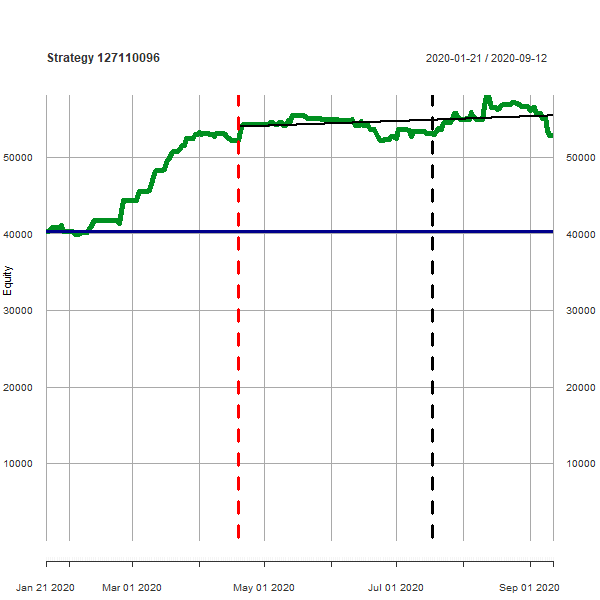 Strategy 127110096
2020-01-21 / 2020-09-12
50000
50000
40000
40000
Equity
30000
30000
20000
20000
10000
10000
Jan 21 2020
Mar 01 2020
May 01 2020
Jul 01 2020
Sep 01 2020